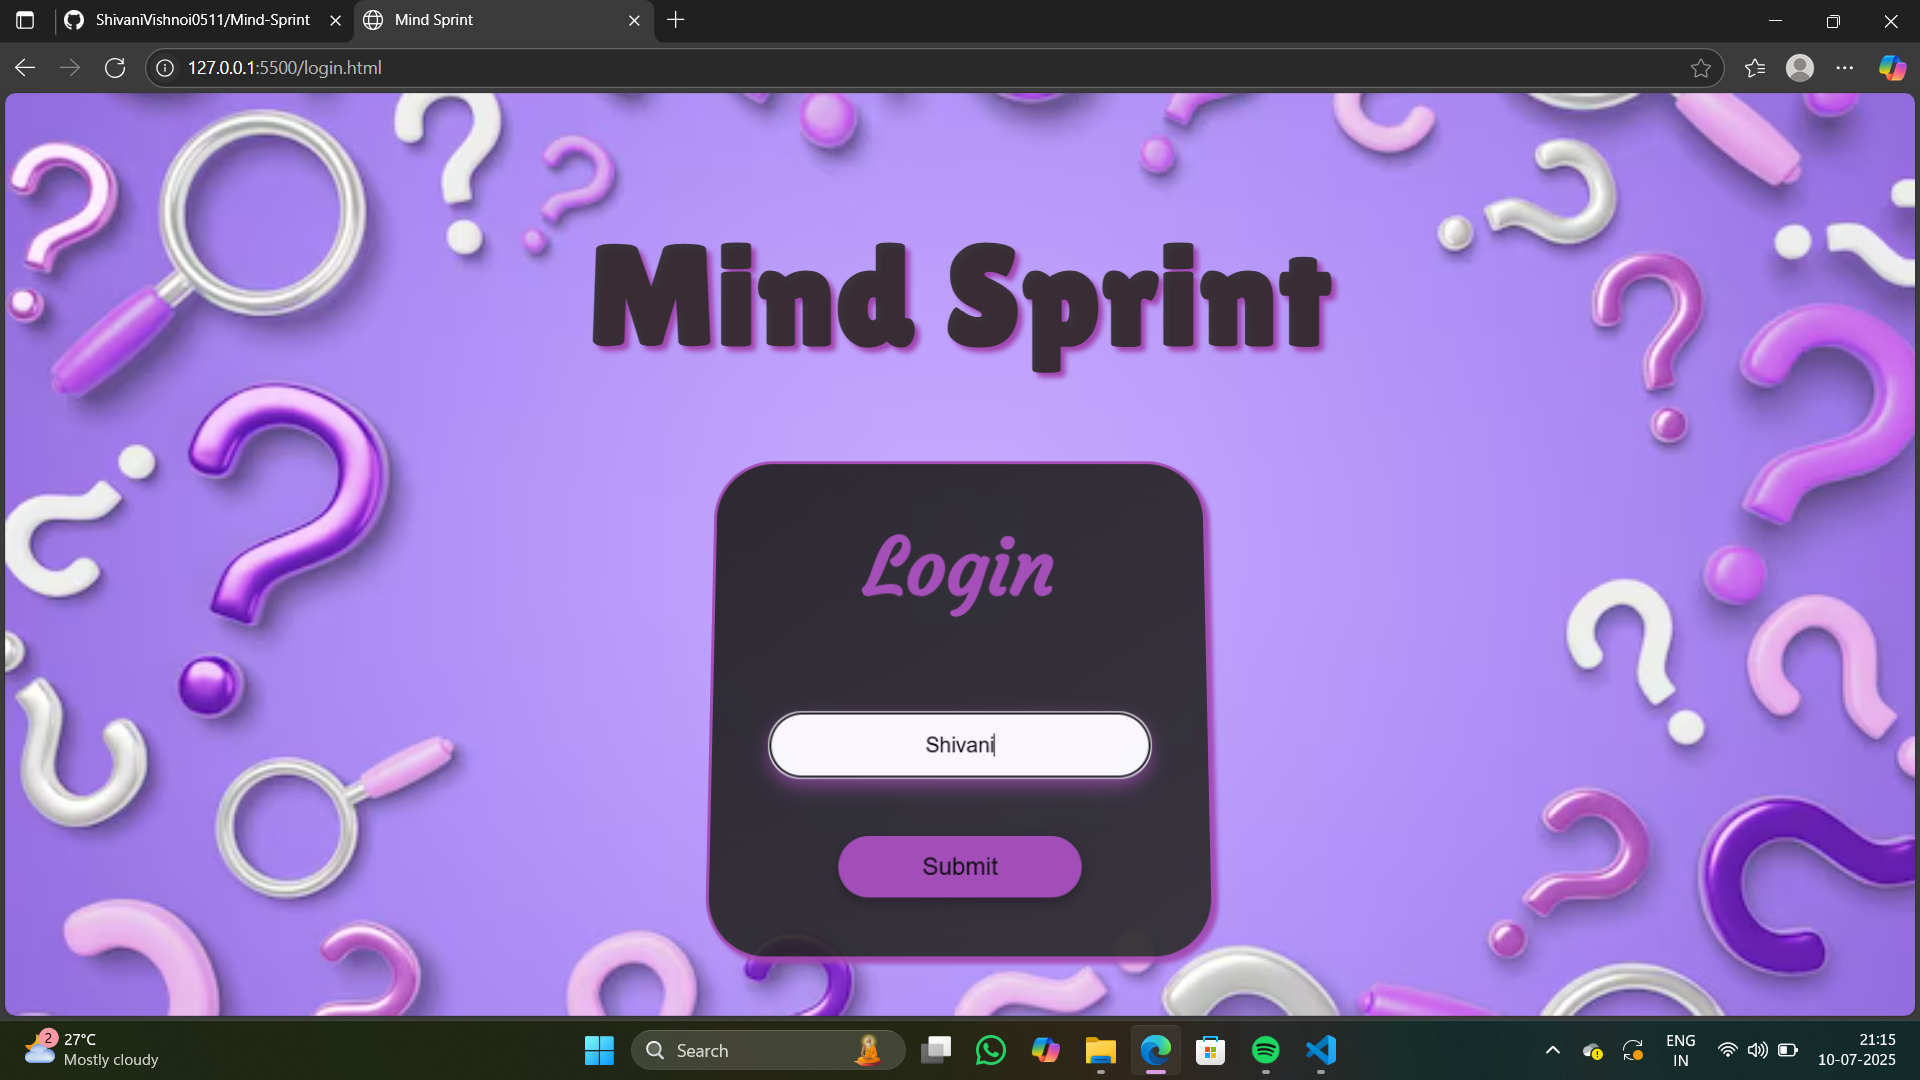 ShivaniVishnoi0511/Mind-Sprint
Mind Sprint
127.0.0.1:5500/login.html
Mind Sprint
Login
Shivani
Submit
2
27°C
Mostly cloudy
Search
ENG
IN
21:15
10-07-2025